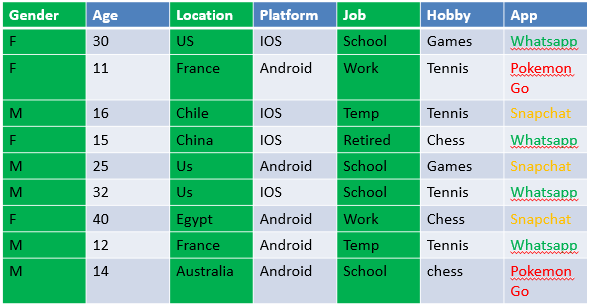 Gender Age Location Platform Job Hobby App
F 30 US IOS School Games Whatsapp
F 11 France Android Work Tennis Pokemon
Go
M 16 Chile IOS Temp Tennis Snapchat
F 15 China IOS Retired Chess Whatsapp
M 25 Us Android School Games Snapchat
M 32 Us IOS School Tennis Whatsapp
F 40 Egypt Android Work Chess Snapchat
M 12 France Android Temp Tennis Whatsapp
M 14 Australia Android School chess Pokemon
Go